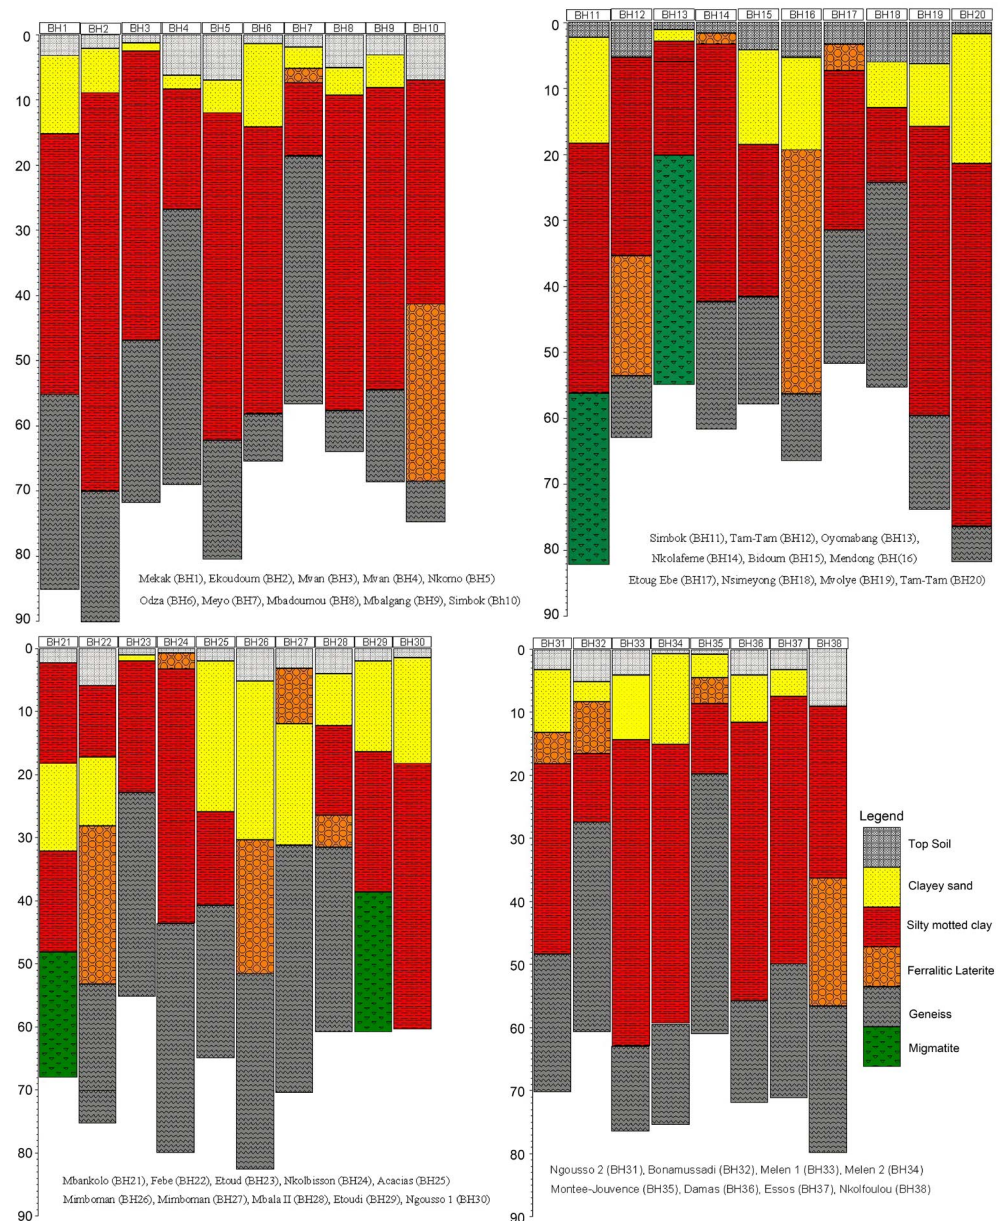 BH1 BH2 BH3 BH4 BH5 BH6 BH7 BH8 BH9 BH10
0
10
20
30
40
50
60
70
80
90
Mekak (BH1), Ekoudoum (BH2), Mvan (BH3), Mvan (BH4), Nkomo (BH5)
Odza (BH6), Meyo (BH7), Mbadoumou (BH8), Mbalgang (BH9), Simbok (Bh10)
BH11 BH12 BH13 BH14 BH15 BH16 BH17 BH18 BH19 BH20
0
10
20
30
40
50
60
70
80
90
Simbok (BH11), Tam-Tam (BH12), Oyomabang (BH13),
Nkolafeme (BH14), Bidoum (BH15), Mendong (BH(16)
Etoug Ebe (BH17), Nsimeyong (BH18), Mvolye (BH19), Tam-Tam (BH20)
BH21 BH22 BH23 BH24 BH25 BH26 BH27 BH28 BH29 BH30
0
10
20
30
40
50
60
70
80
90
Mbankolo (BH21), Febe (BH22), Etoud (BH23), Nkolbisson (BH24), Acacias (BH25)
Mimboman (BH26), Mimboman (BH27), Mbala II (BH28), Etoudi (BH29), Ngousso 1 (BH30)
BH31 BH32 BH33 BH34 BH35 BH36 BH37 BH38
0
10
20
30
40
50
60
70
80
90
Ngousso 2 (BH31), Bonamussadi (BH32), Melen 1 (BH33), Melen 2 (BH34)
Montee-Jouvence (BH35), Damas (BH36), Essos (BH37), Nkolfoulou (BH38)
Legend
Top Soil
Clayey sand
Silty motted clay
Ferralitic Laterite
Geneiss
Migmatite